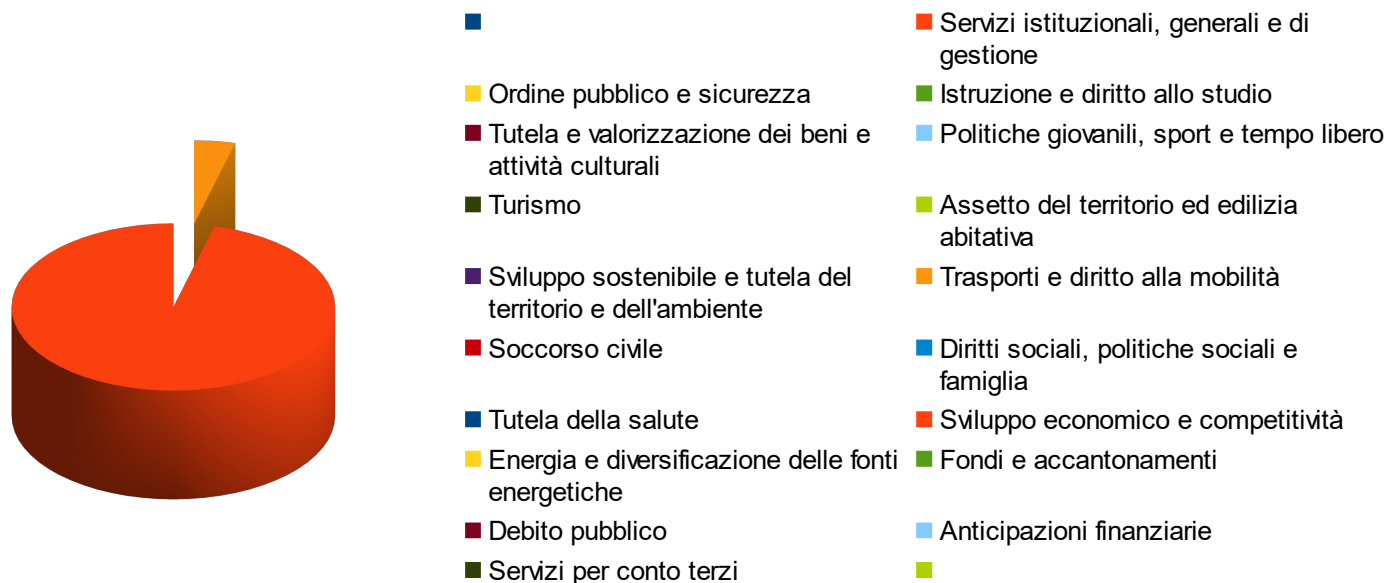 Servizi istituzionali, generali e di
gestione
Ordine pubblico e sicurezza
Istruzione e diritto allo studio
Tutela e valorizzazione dei beni e
attività culturali
Politiche giovanili, sport e tempo libero
Turismo
Assetto del territorio ed edilizia
abitativa
Sviluppo sostenibile e tutela del
territorio e dell'ambiente
Trasporti e diritto alla mobilità
Soccorso civile
Diritti sociali, politiche sociali e
famiglia
Tutela della salute
Sviluppo economico e competitività
Energia e diversificazione delle fonti
energetiche
Fondi e accantonamenti
Debito pubblico
Anticipazioni finanziarie
Servizi per conto terzi